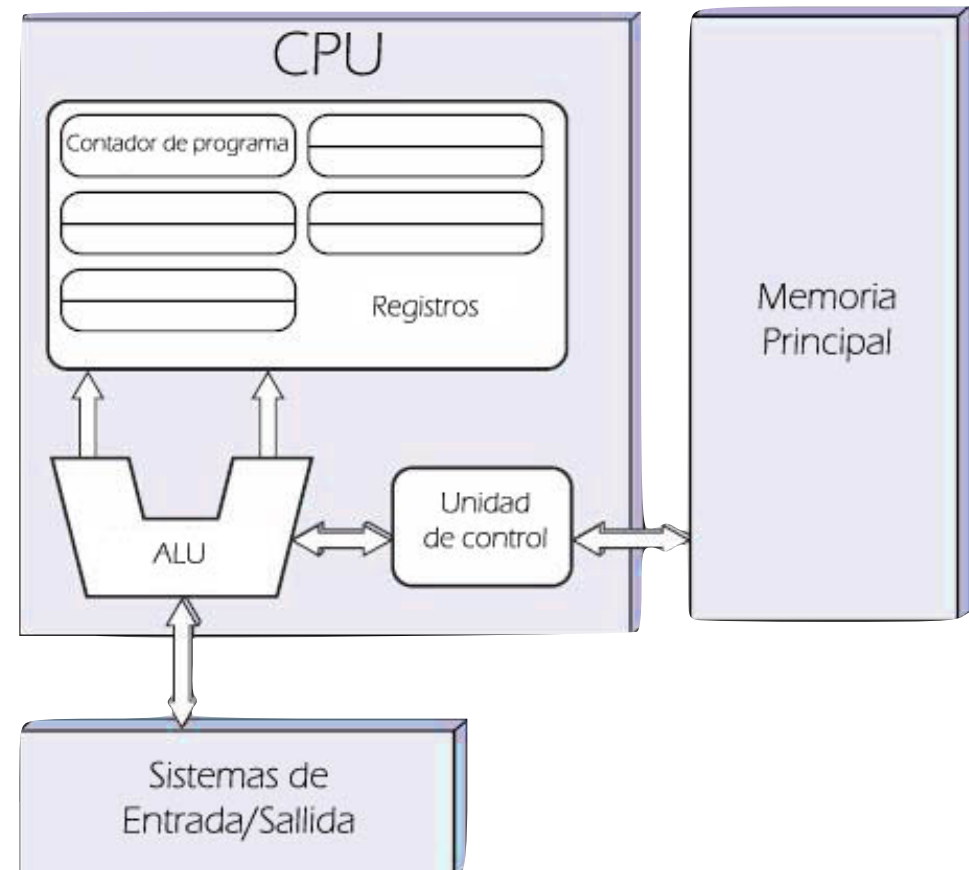 CPU
Contador de programa
Registros
Memoria
Principal
Unidad
de control
ALU
Sistemas de
Entrada/Sallida